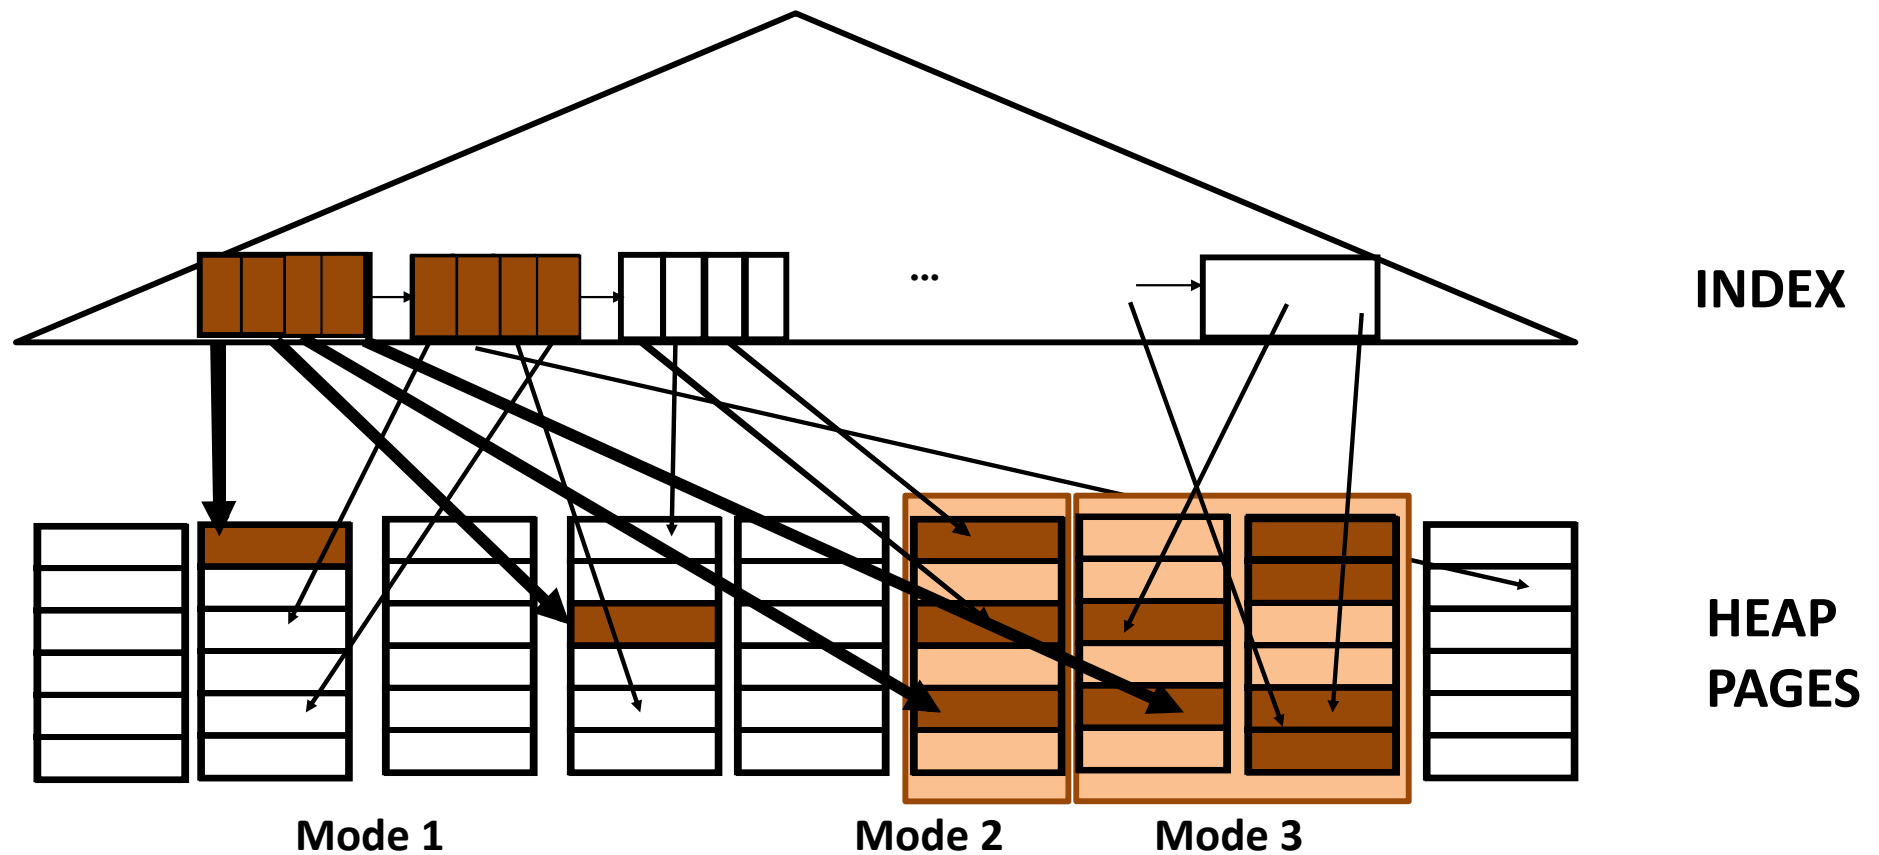 ...
INDEX
HEAP
PAGES
Mode 1
Mode 2
Mode 3